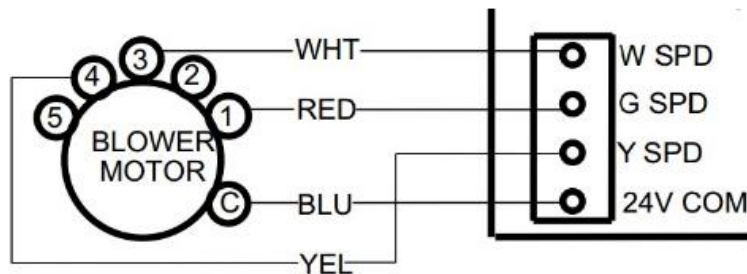 3
WHT
W SPD
4
2
5
1
RED
G SPD
BLOWER
MOTOR
Y SPD
C
BLU
24V COM
YEL